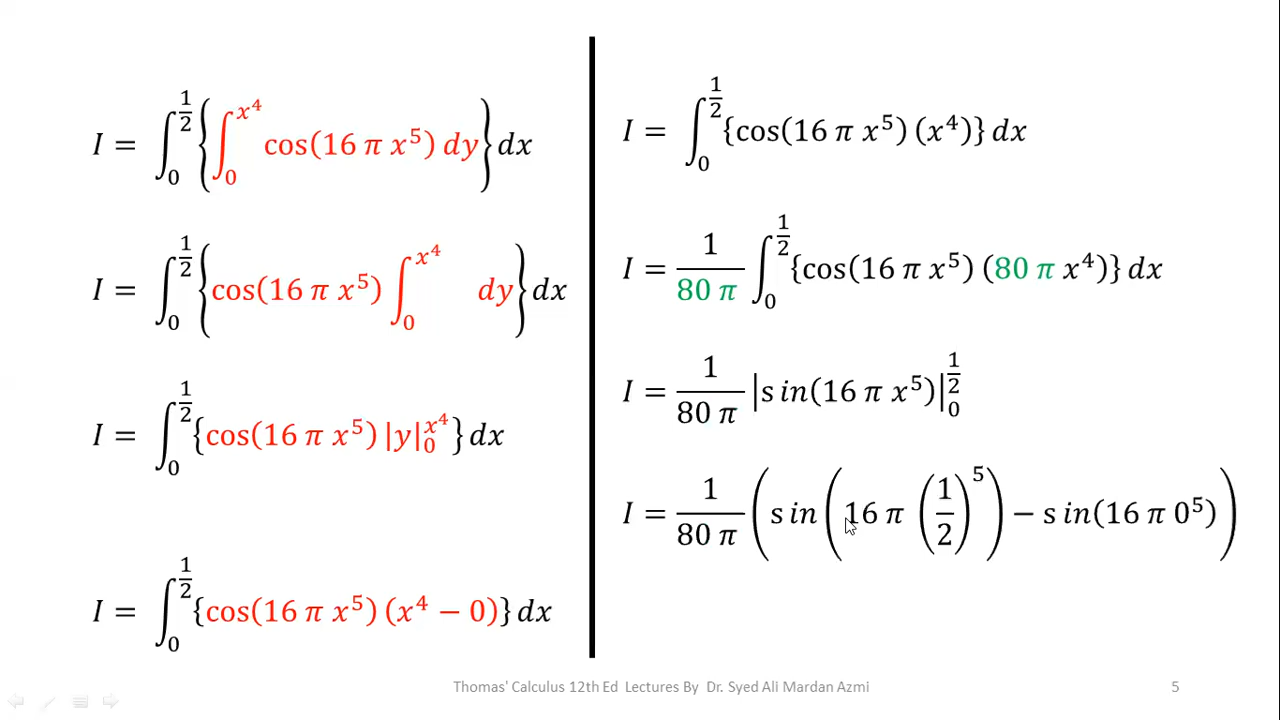 I = ∫_0^{1/2} {∫_0^{x^4} cos(16 π x^5) dy} dx
I = ∫_0^{1/2} {cos(16 π x^5) ∫_0^{x^4} dy} dx
I = ∫_0^{1/2} {cos(16 π x^5) |y|_0^{x^4}} dx
I = ∫_0^{1/2} {cos(16 π x^5) (x^4 − 0)} dx
I = ∫_0^{1/2} {cos(16 π x^5) (x^4)} dx
I = \frac{1}{80 π} ∫_0^{1/2} {cos(16 π x^5) (80 π x^4)} dx
I = \frac{1}{80 π} |s in(16 π x^5)|_0^{1/2}
I = \frac{1}{80 π} (s in(16 π (\frac{1}{2})^5) − s in(16 π 0^5))
Thomas' Calculus 12th Ed Lectures By Dr. Syed Ali Mardan Azmi
5